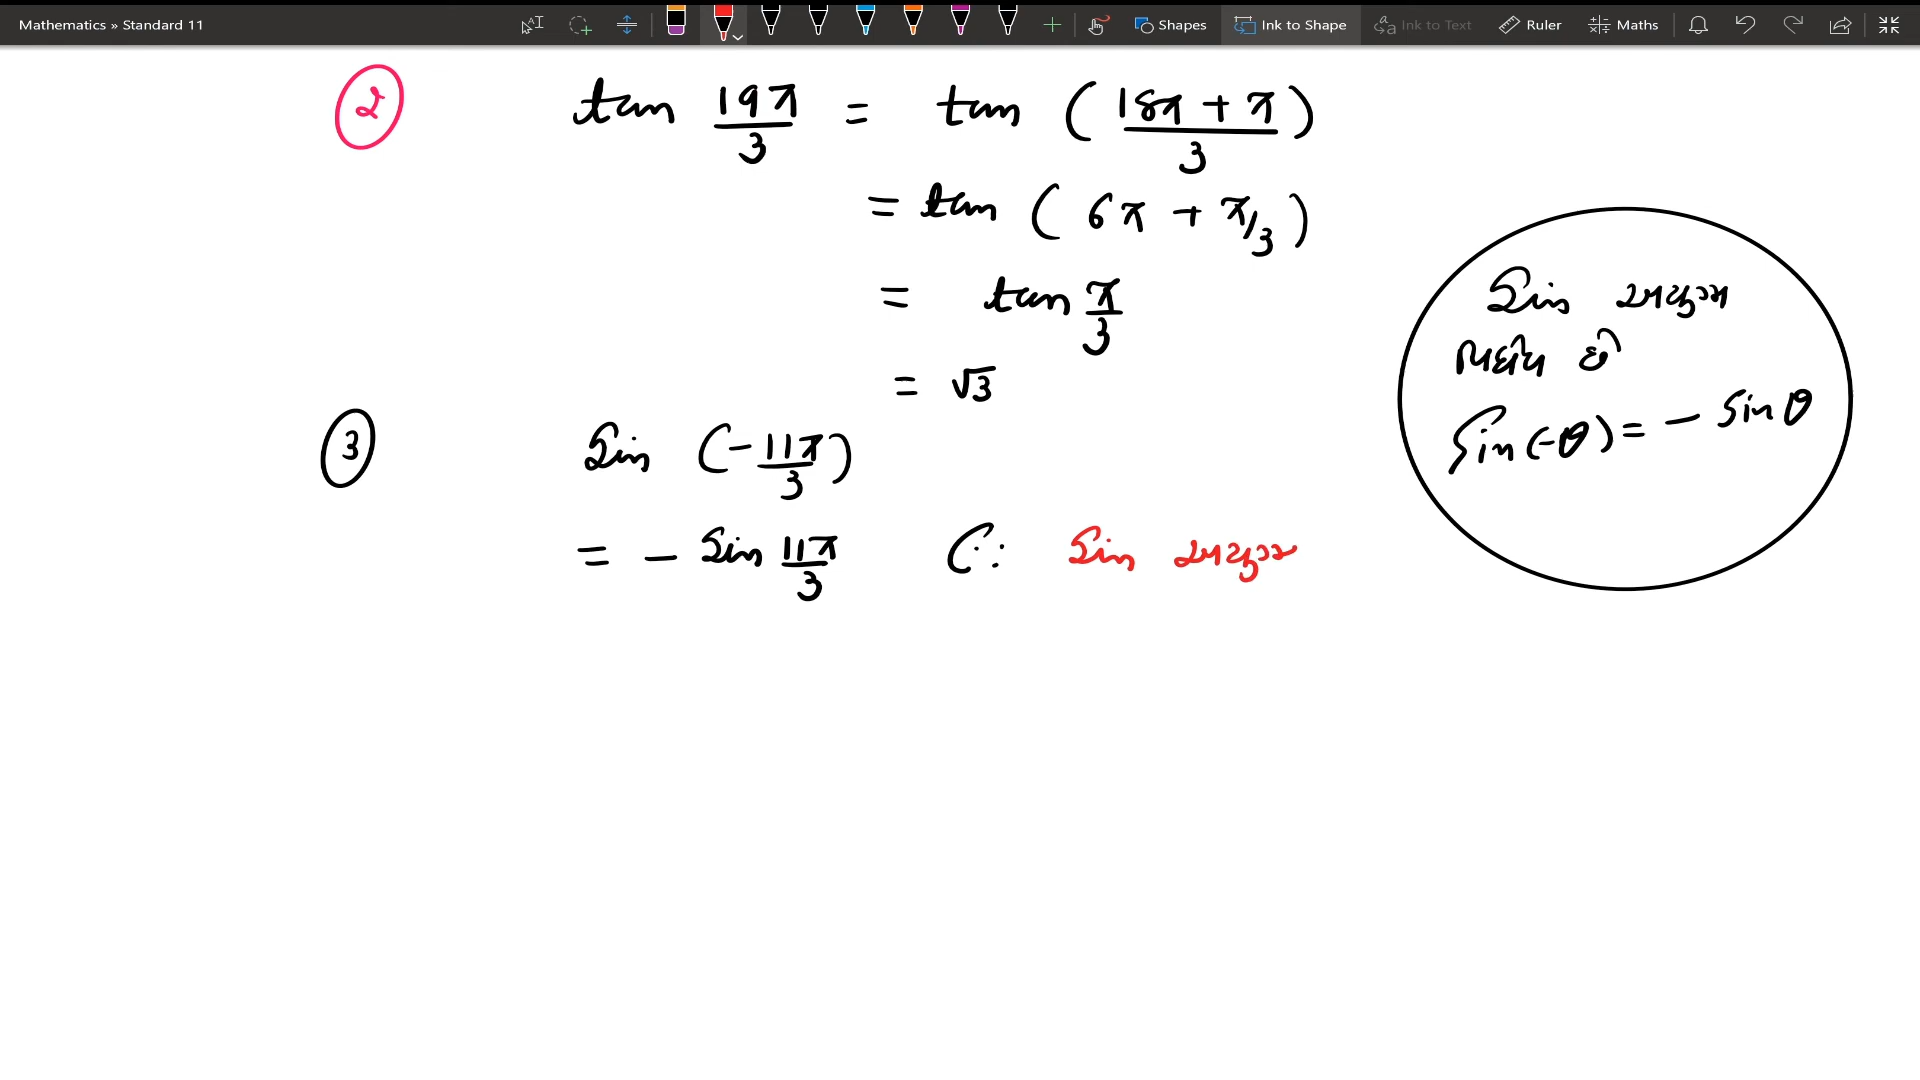 Mathematics » Standard 11
Shapes
Ink to Shape
Ink to Text
Ruler
Maths
2 tan 19π/3 = tan (18π + π)/3
= tan (6π + π/3)
= tan π/3
= √3
3 Sin (-11π/3)
= - Sin 11π/3 (∵ Sin અયુગ્મ
Sin અયુગ્મ
વિધેય છે
Sin(-θ) = - Sin θ